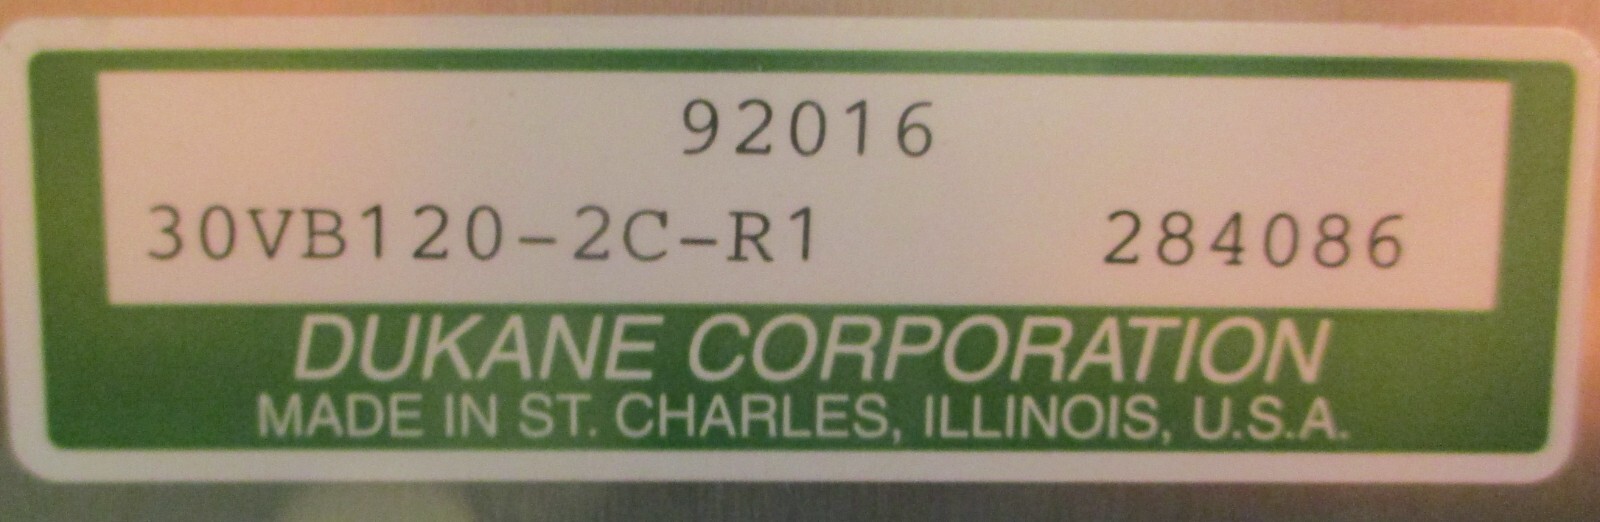 92016
30VB120-2C-R1 284086
DUKANE CORPORATION
MADE IN ST. CHARLES, ILLINOIS, U.S.A.